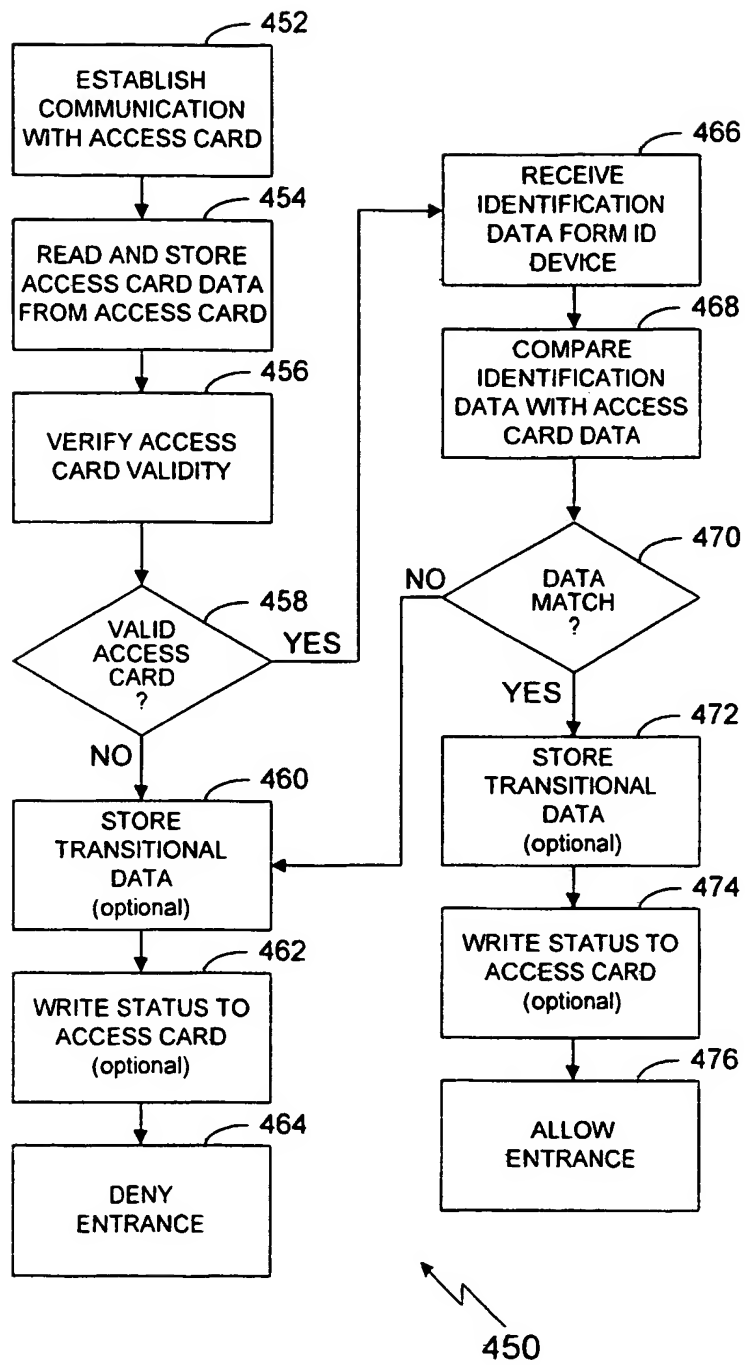 452
ESTABLISH
COMMUNICATION
WITH ACCESS CARD
454
READ AND STORE
ACCESS CARD DATA
FROM ACCESS CARD
456
VERIFY ACCESS
CARD VALIDITY
458
VALID
ACCESS
CARD
?
YES
NO
460
STORE
TRANSITIONAL
DATA
(optional)
462
WRITE STATUS TO
ACCESS CARD
(optional)
464
DENY
ENTRANCE
466
RECEIVE
IDENTIFICATION
DATA FORM ID
DEVICE
468
COMPARE
IDENTIFICATION
DATA WITH ACCESS
CARD DATA
470
DATA
MATCH
?
NO
YES
472
STORE
TRANSITIONAL
DATA
(optional)
474
WRITE STATUS TO
ACCESS CARD
(optional)
476
ALLOW
ENTRANCE
450